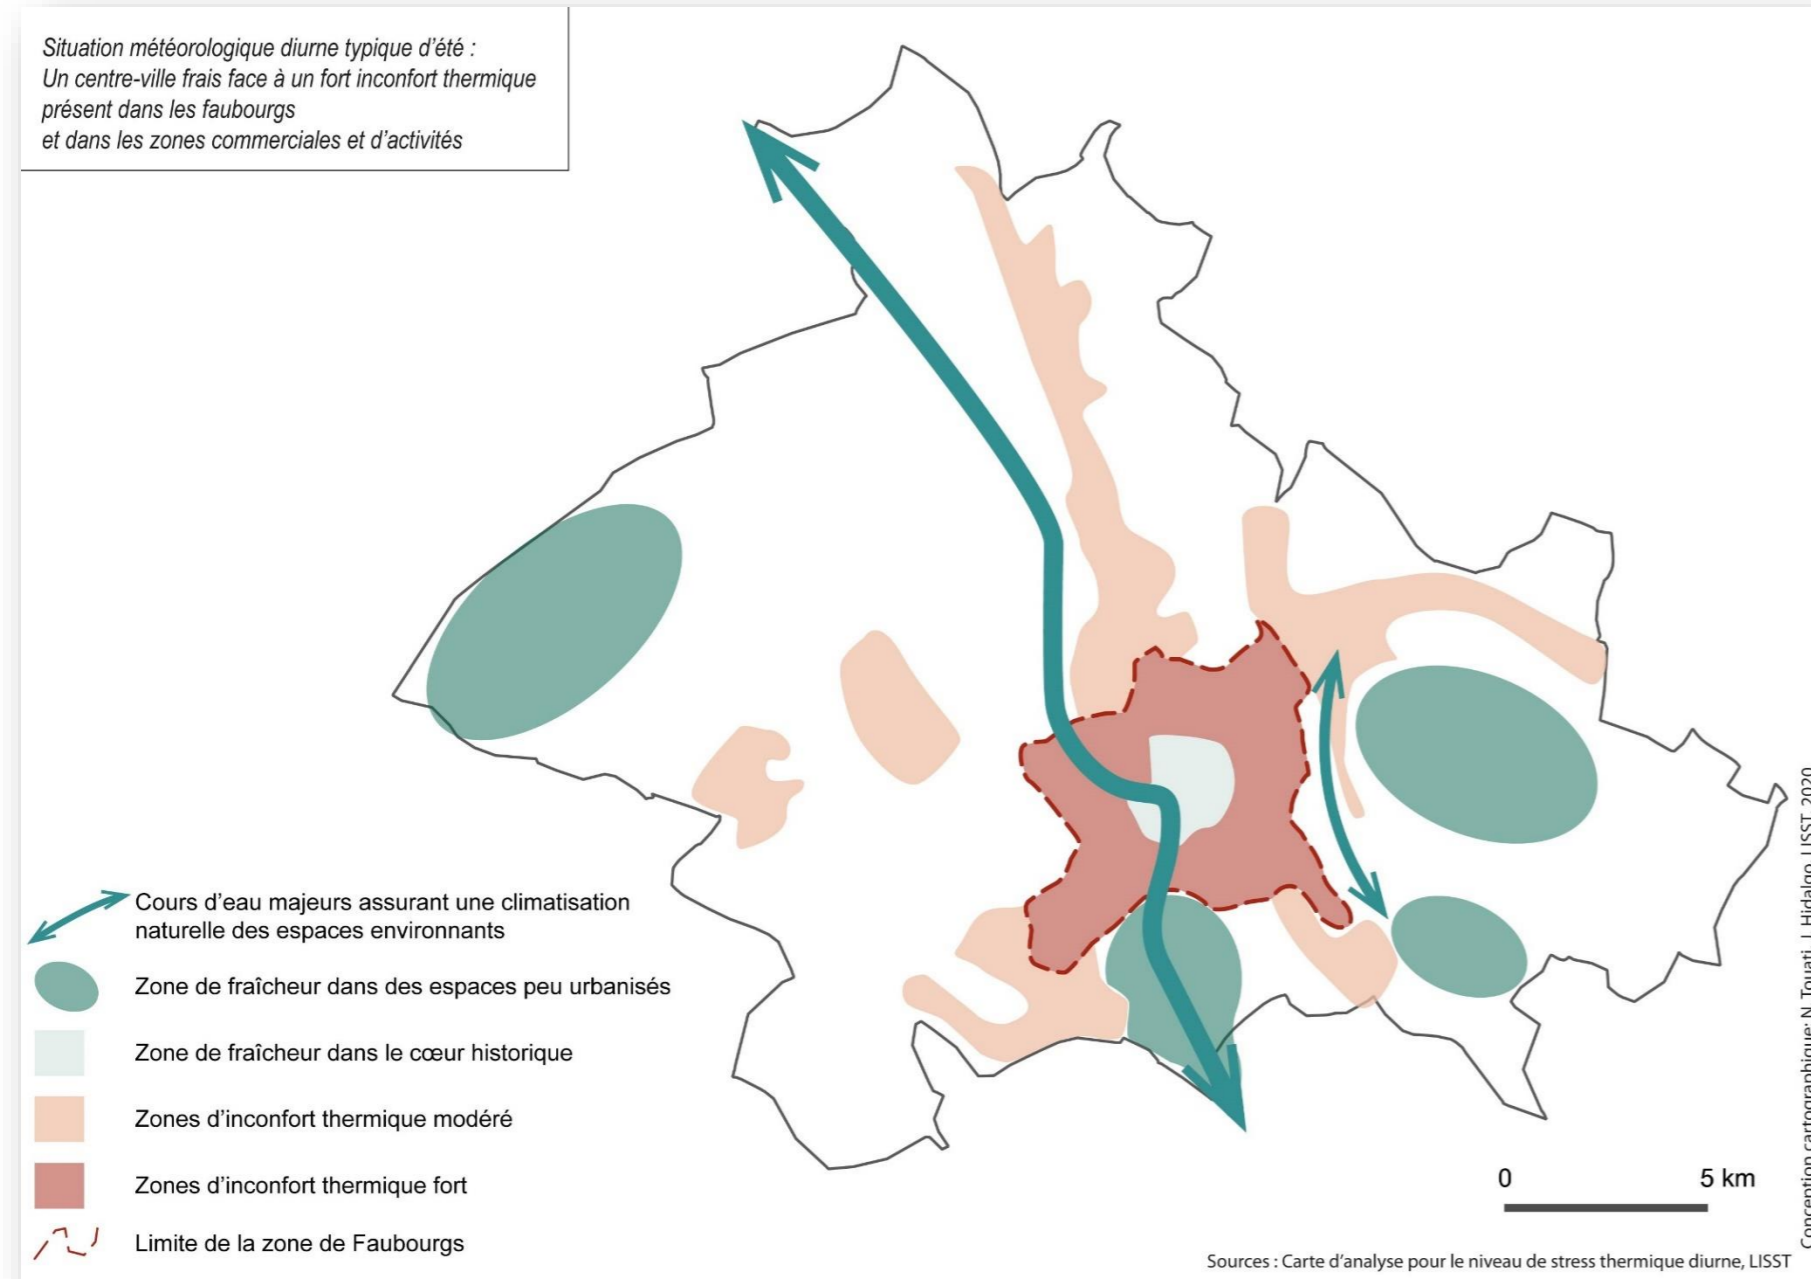 Situation météorologique diurne typique d'été :
Un centre-ville frais face à un fort inconfort thermique
présent dans les faubourgs
et dans les zones commerciales et d'activités
Cours d'eau majeurs assurant une climatisation
naturelle des espaces environnants
Zone de fraîcheur dans des espaces peu urbanisés
Zone de fraîcheur dans le cœur historique
Zones d'inconfort thermique modéré
Zones d'inconfort thermique fort
Limite de la zone de Faubourgs
0 5 km
Sources : Carte d'analyse pour le niveau de stress thermique diurne, LISST
Conception cartographique: N. Touati, J. Hidalgo, LISST, 2020